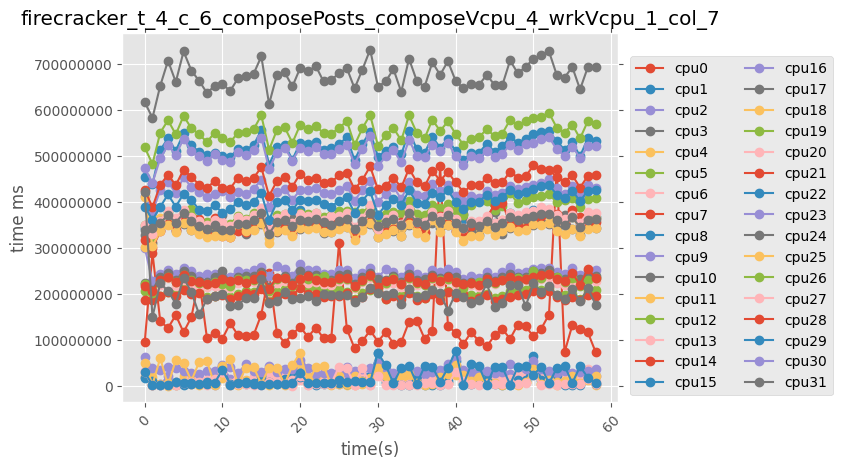 firecracker_t_4_c_6_composePosts_composeVcpu_4_wrkVcpu_1_col_7
700000000
600000000
500000000
400000000
300000000
200000000
100000000
0
time ms
0
10
20
30
40
50
60
time(s)
cpu0
cpu1
cpu2
cpu3
cpu4
cpu5
cpu6
cpu7
cpu8
cpu9
cpu10
cpu11
cpu12
cpu13
cpu14
cpu15
cpu16
cpu17
cpu18
cpu19
cpu20
cpu21
cpu22
cpu23
cpu24
cpu25
cpu26
cpu27
cpu28
cpu29
cpu30
cpu31